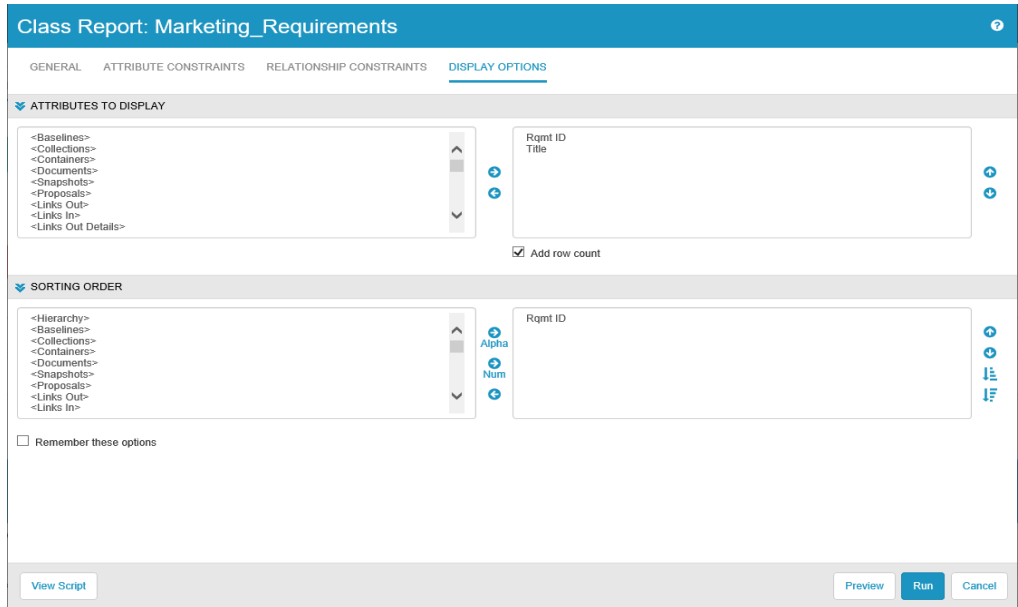 Class Report: Marketing_Requirements
GENERAL ATTRIBUTE CONSTRAINTS RELATIONSHIP CONSTRAINTS DISPLAY OPTIONS
ATTRIBUTES TO DISPLAY
<Baselines>
<Collections>
<Containers>
<Documents>
<Snapshots>
<Proposals>
<Links Out>
<Links In>
<Links Out Details>
Rqmt ID
Title
Add row count
SORTING ORDER
<Hierarchy>
<Baselines>
<Collections>
<Containers>
<Documents>
<Snapshots>
<Proposals>
<Links Out>
<Links In>
Alpha
Num
Rqmt ID
Remember these options
View Script Preview Run Cancel